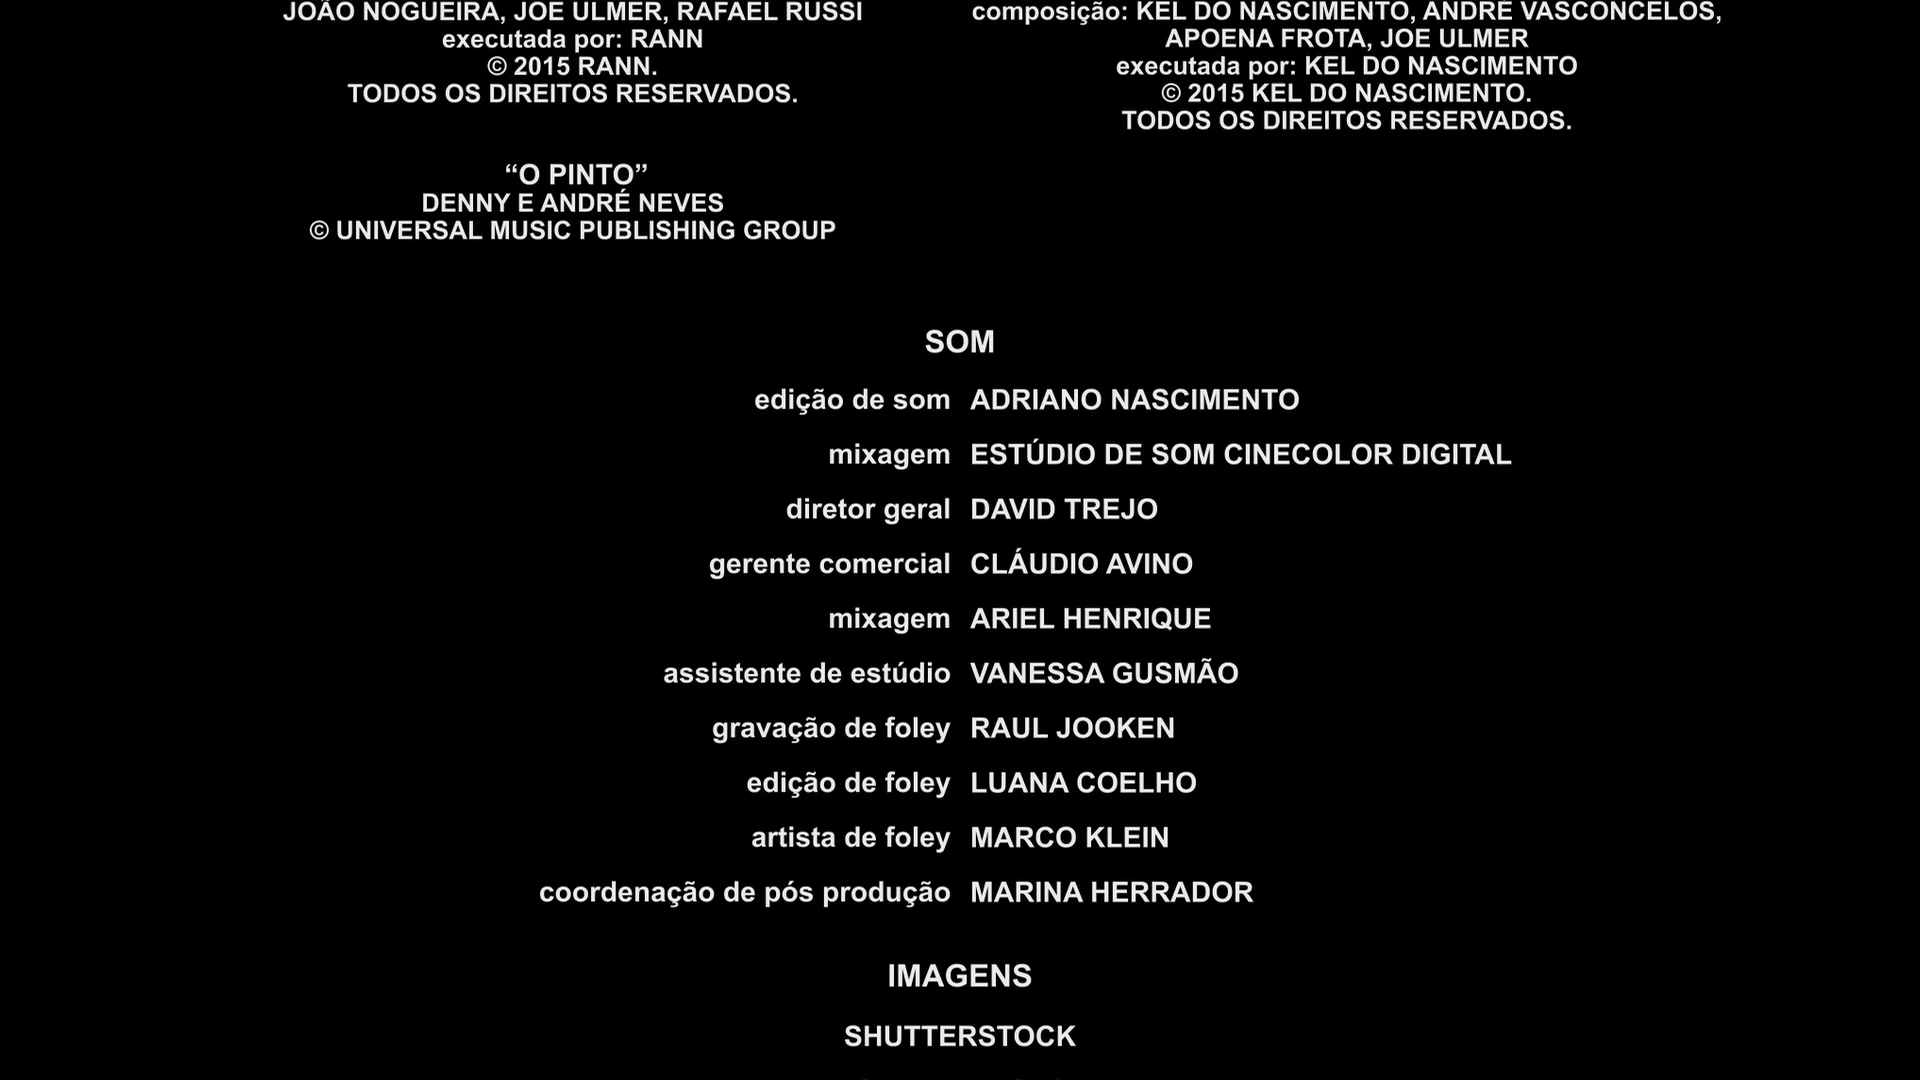 JOÃO NOGUEIRA, JOE ULMER, RAFAEL RUSSI
executada por: RANN
© 2015 RANN.
TODOS OS DIREITOS RESERVADOS.
“O PINTO”
DENNY E ANDRÉ NEVES
© UNIVERSAL MUSIC PUBLISHING GROUP
composição: KEL DO NASCIMENTO, ANDRÉ VASCONCELOS,
APOENA FROTA, JOE ULMER
executada por: KEL DO NASCIMENTO
© 2015 KEL DO NASCIMENTO.
TODOS OS DIREITOS RESERVADOS.
SOM
edição de som ADRIANO NASCIMENTO
mixagem ESTÚDIO DE SOM CINECOLOR DIGITAL
diretor geral DAVID TREJO
gerente comercial CLÁUDIO AVINO
mixagem ARIEL HENRIQUE
assistente de estúdio VANESSA GUSMÃO
gravação de foley RAUL JOOKEN
edição de foley LUANA COELHO
artista de foley MARCO KLEIN
coordenação de pós produção MARINA HERRADOR
IMAGENS
SHUTTERSTOCK